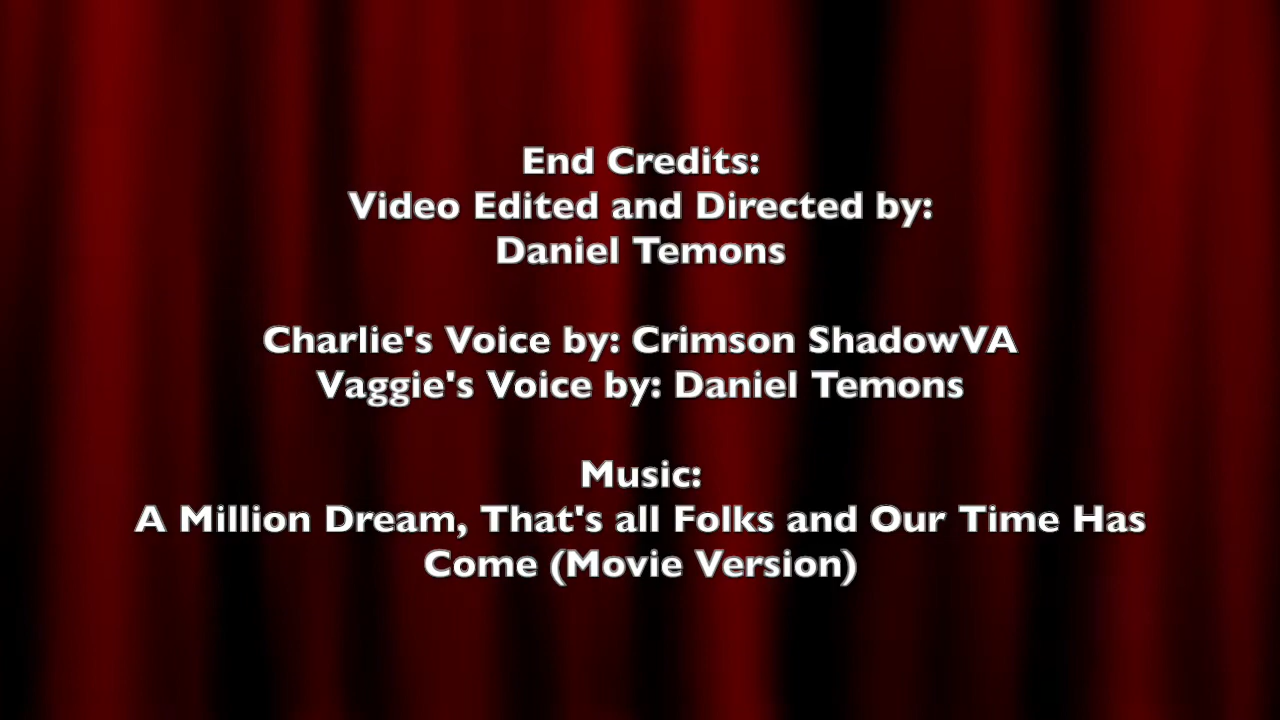 End Credits:
Video Edited and Directed by:
Daniel Temons
Charlie's Voice by: Crimson ShadowVA
Vaggie's Voice by: Daniel Temons
Music:
A Million Dream, That's all Folks and Our Time Has
Come (Movie Version)